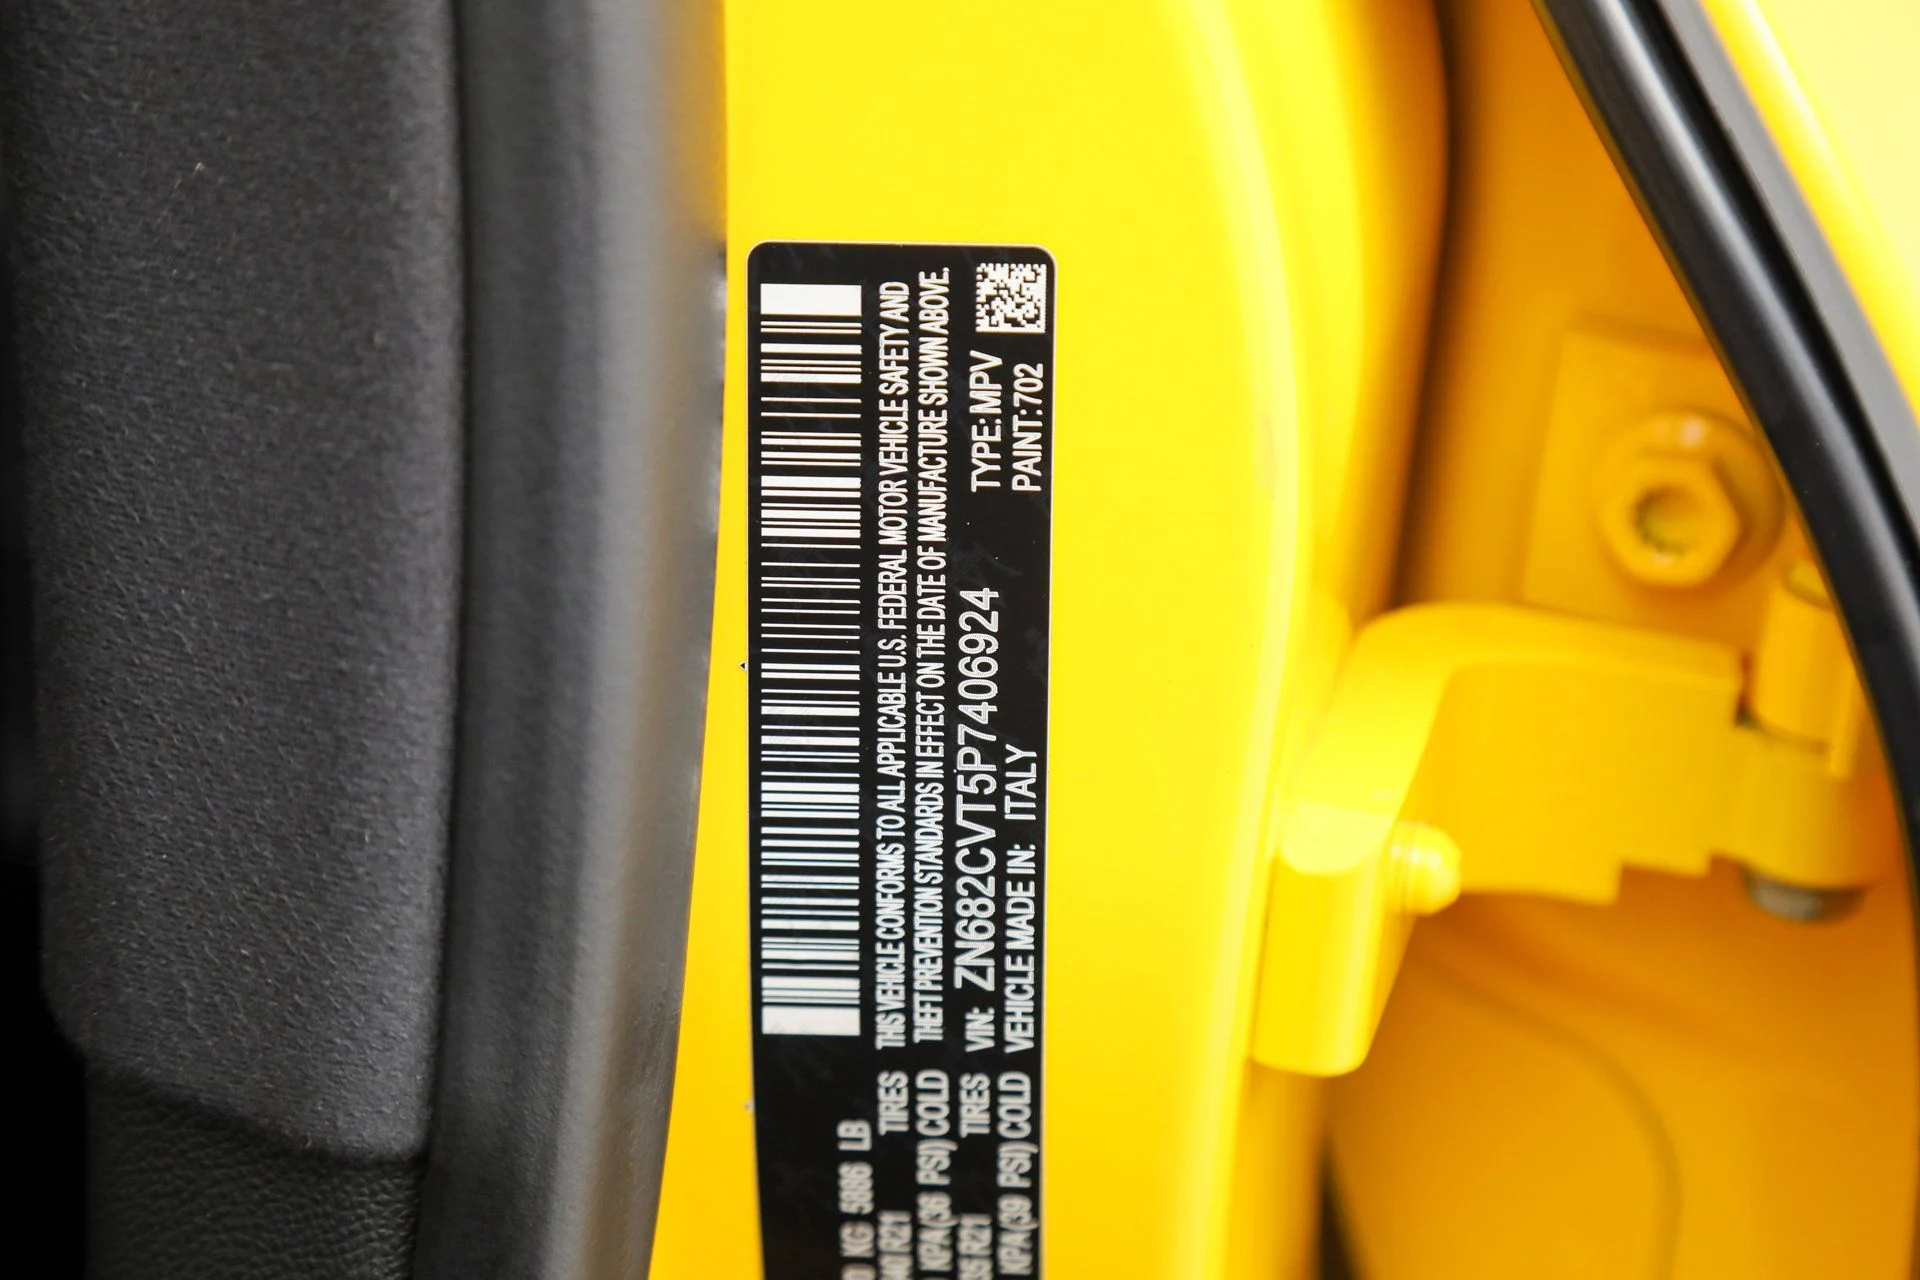 THIS VEHICLE CONFORMS TO ALL APPLICABLE U.S. FEDERAL MOTOR VEHICLE SAFETY AND
THEFT PREVENTION STANDARDS IN EFFECT ON THE DATE OF MANUFACTURE SHOWN ABOVE.
VIN: ZN682CVT5P7406924 TYPE: MPV
VEHICLE MADE IN: ITALY PAINT: 702
KG 5886 LB
R21 TIRES
KPA (36 PSI) COLD
R21 TIRES
KPA (39 PSI) COLD